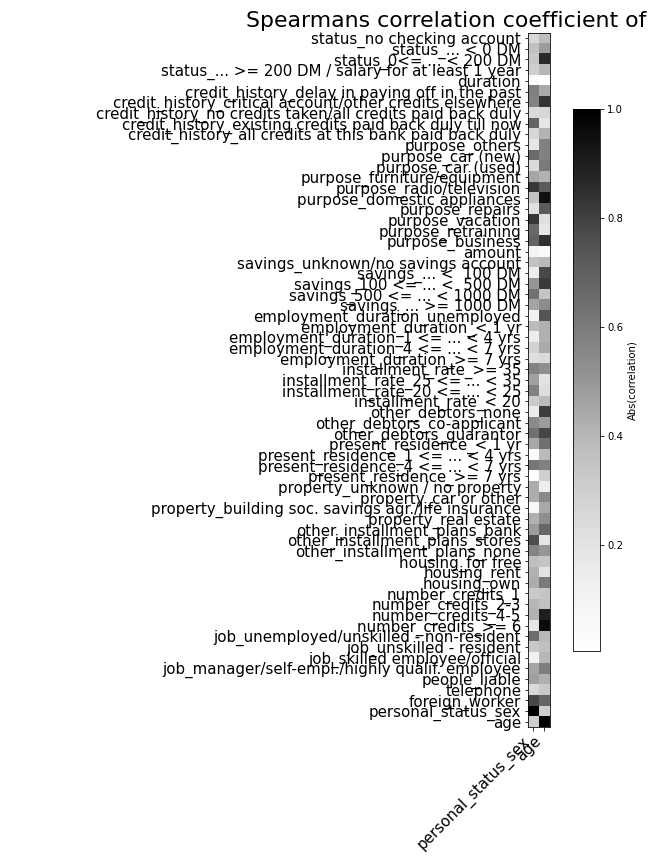 Spearmans correlation coefficient of
status_no checking account
status_... < 0 DM
status_0<= ... < 200 DM
status_... >= 200 DM / salary for at least 1 year
duration
credit_history_delay in paying off in the past
credit_history_critical account/other credits elsewhere
credit_history_no credits taken/all credits paid back duly
credit_history_existing credits paid back duly till now
credit_history_all credits at this bank paid back duly
purpose_others
purpose_car (new)
purpose_car (used)
purpose_furniture/equipment
purpose_radio/television
purpose_domestic appliances
purpose_repairs
purpose_vacation
purpose_retraining
purpose_business
amount
savings_unknown/no savings account
savings_... <  100 DM
savings_100 <= ... <  500 DM
savings_500 <= ... < 1000 DM
savings_... >= 1000 DM
employment_duration_unemployed
employment_duration_< 1 yr
employment_duration_1 <= ... < 4 yrs
employment_duration_4 <= ... < 7 yrs
employment_duration_>= 7 yrs
installment_rate_>= 35
installment_rate_25 <= ... < 35
installment_rate_20 <= ... < 25
installment_rate_< 20
other_debtors_none
other_debtors_co-applicant
other_debtors_guarantor
present_residence_< 1 yr
present_residence_1 <= ... < 4 yrs
present_residence_4 <= ... < 7 yrs
present_residence_>= 7 yrs
property_unknown / no property
property_car or other
property_building soc. savings agr./life insurance
property_real estate
other_installment_plans_bank
other_installment_plans_stores
other_installment_plans_none
housing_for free
housing_rent
housing_own
number_credits_1
number_credits_2-3
number_credits_4-5
number_credits_>= 6
job_unemployed/unskilled - non-resident
job_unskilled - resident
job_skilled employee/official
job_manager/self-empl./highly qualif. employee
people_liable
telephone
foreign_worker
personal_status_sex
age
personal_status_sex
age
1.0
0.8
0.6
0.4
0.2
Abs(correlation)